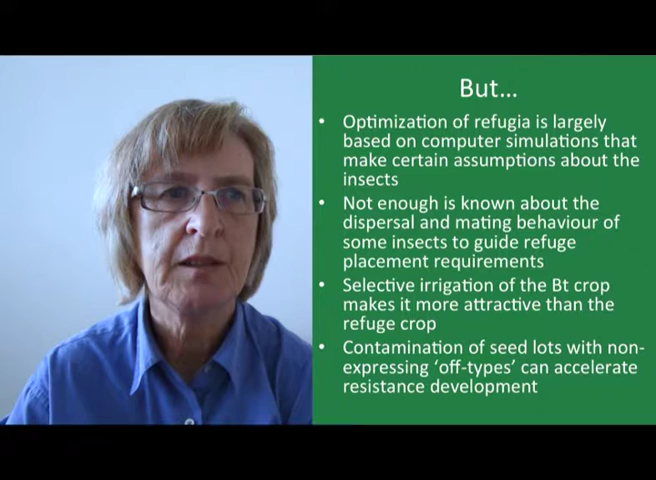 But...
• Optimization of refugia is largely
based on computer simulations that
make certain assumptions about the
insects
• Not enough is known about the
dispersal and mating behaviour of
some insects to guide refuge
placement requirements
• Selective irrigation of the Bt crop
makes it more attractive than the
refuge crop
• Contamination of seed lots with non-
expressing ‘off-types’ can accelerate
resistance development